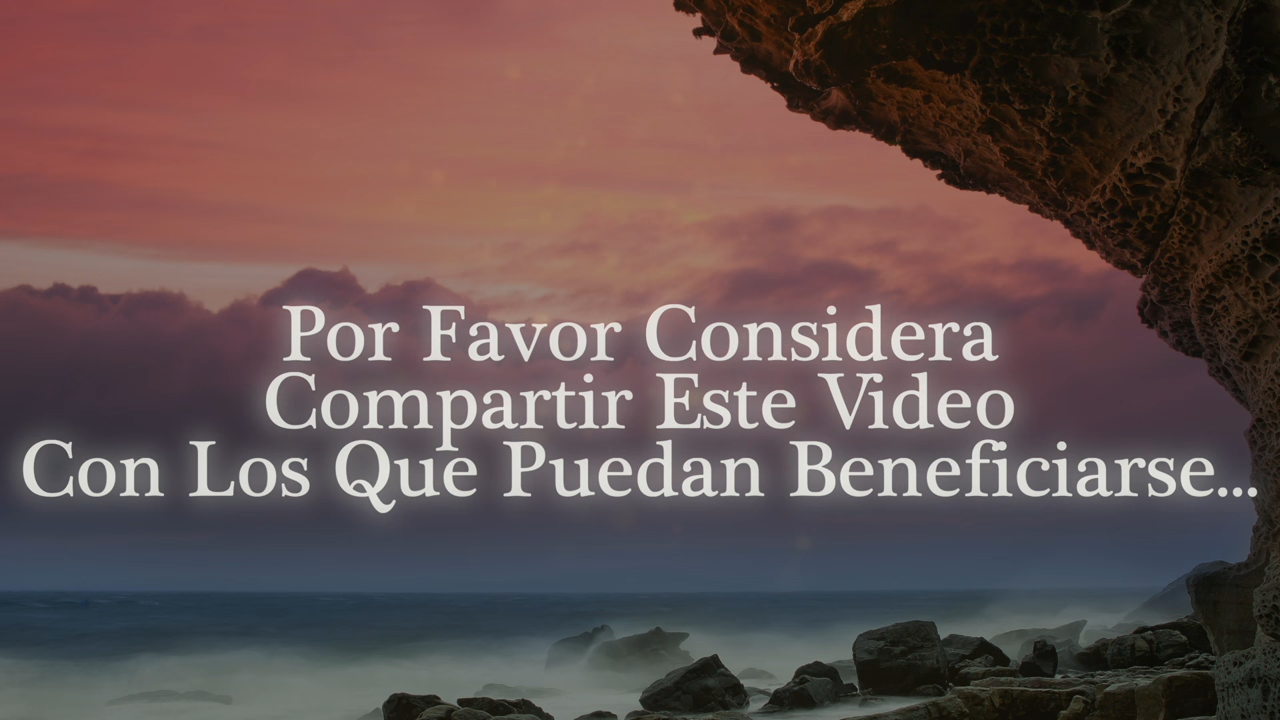 Por Favor Considera
Compartir Este Video
Con Los Que Puedan Beneficiarse...